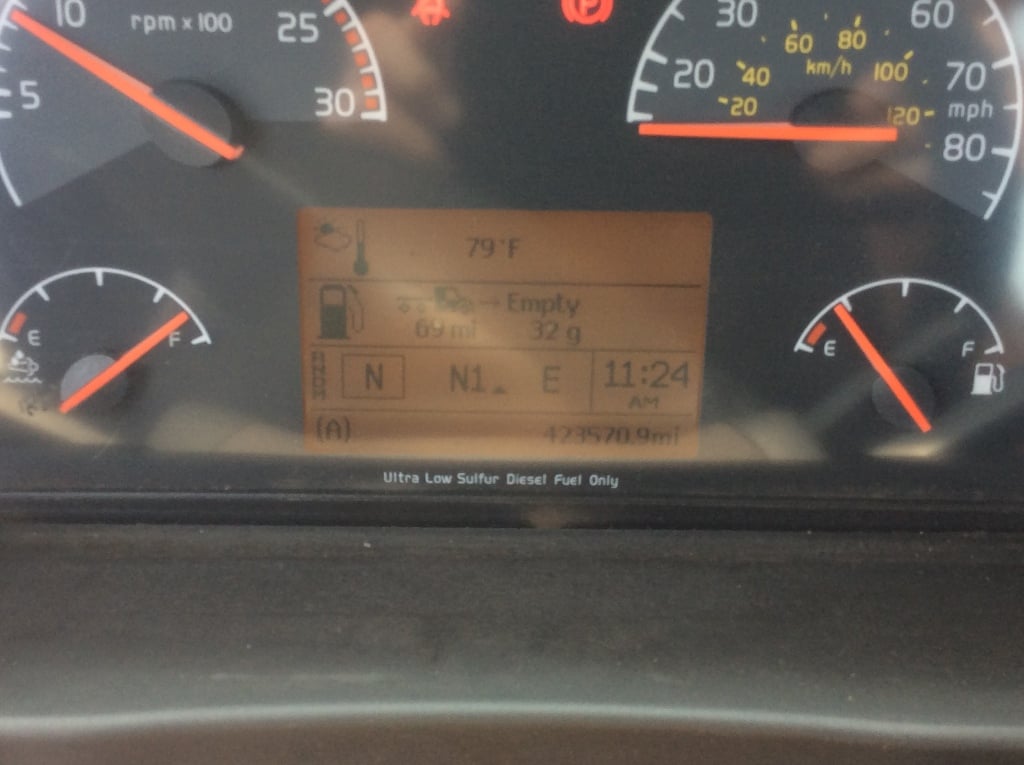 10
rpm x 100
25
5
30
30
60
60
80
km/h
20
40
100
70
20
120
mph
80
79°F
→ Empty
69 mi 32 g
N N1 E 11:24
AM
(A) 423570.9mi
E F
E F
Ultra Low Sulfur Diesel Fuel Only